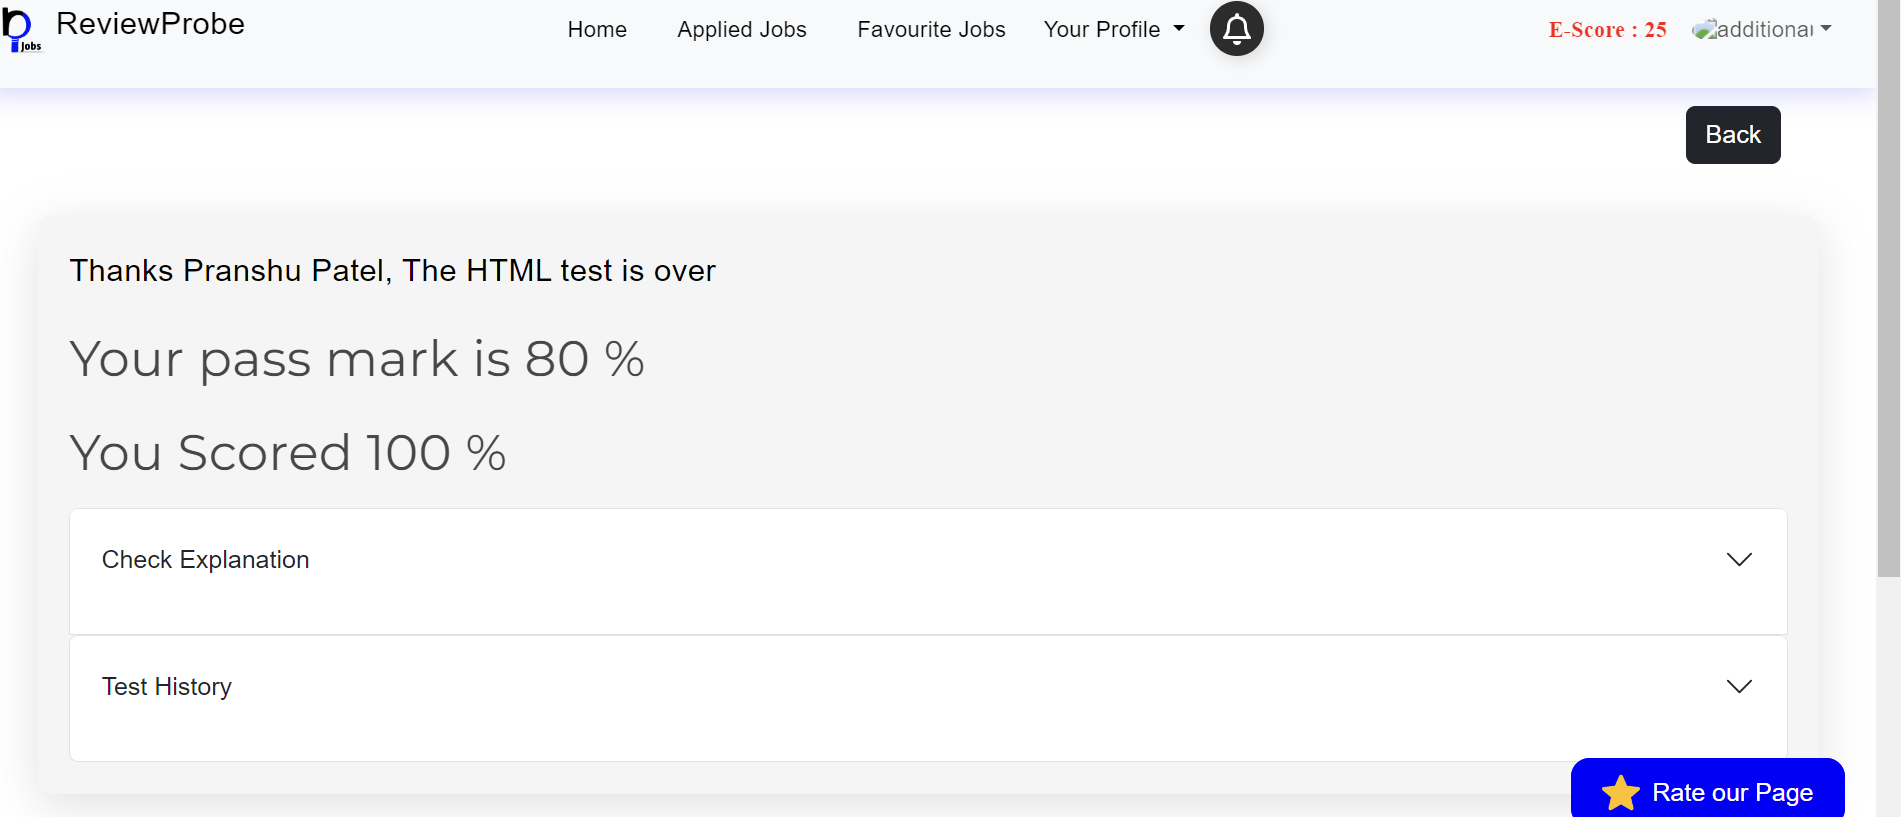 Jobs
ReviewProbe
Home
Applied Jobs
Favourite Jobs
Your Profile
E-Score : 25
Back
Thanks Pranshu Patel, The HTML test is over
Your pass mark is 80 %
You Scored 100 %
Check Explanation
Test History
Rate our Page